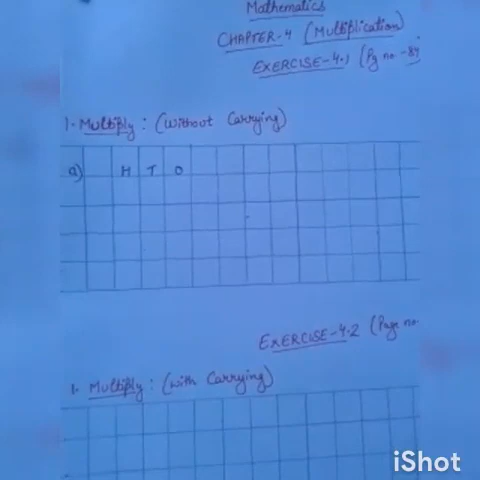 Mathematics
CHAPTER-4 (Multiplication)
EXERCISE-4.1 (Pg no.-84
1. Multiply : (Without Carrying)
a) H T O
EXERCISE-4.2 (Page no.
1. Multiply : (with Carrying)
iShot